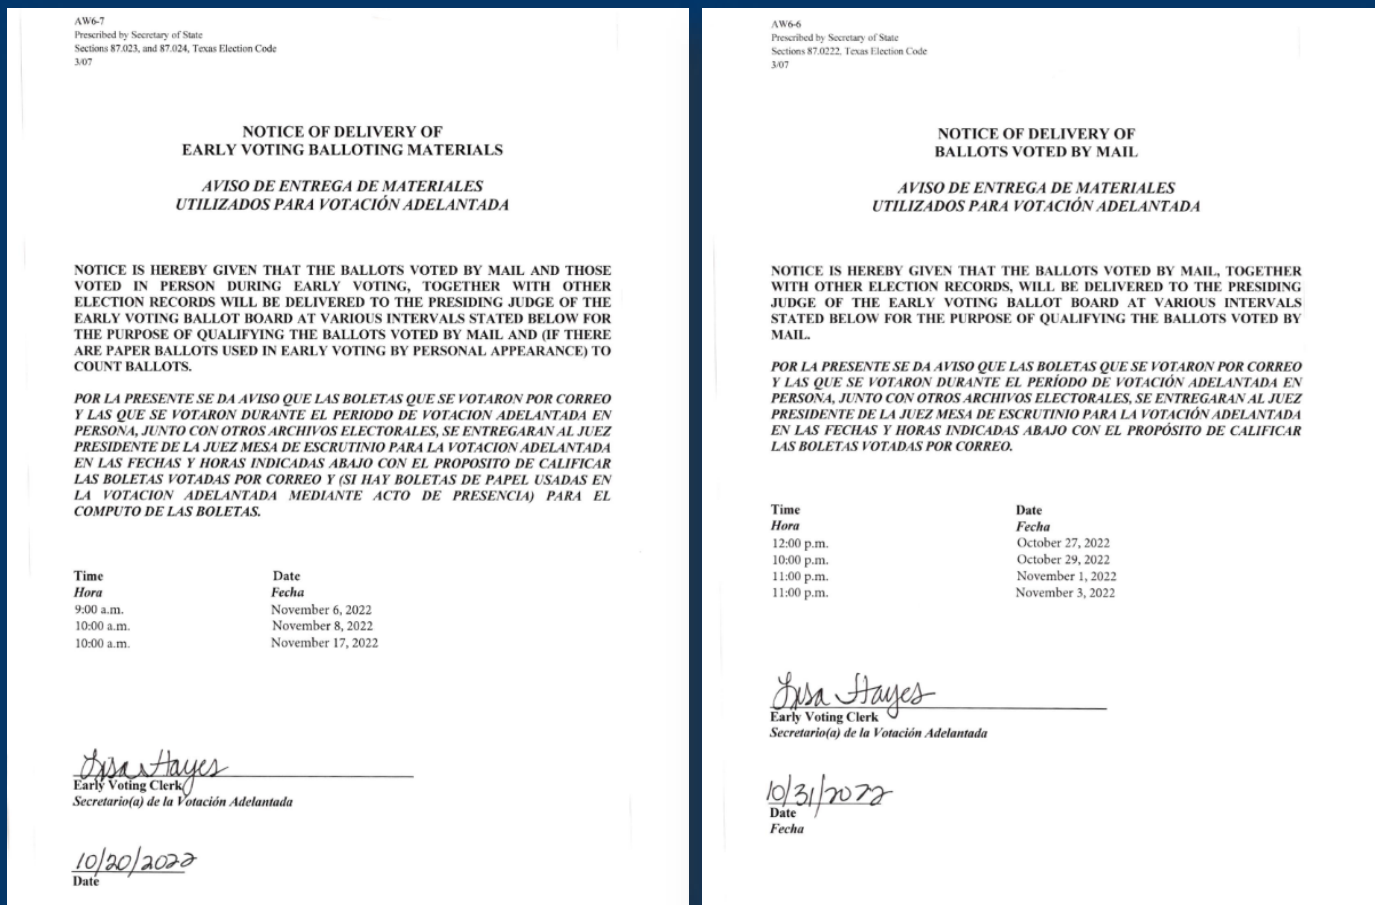 AW6-7
Prescribed by Secretary of State
Sections 87.023, and 87.024, Texas Election Code
3/07
NOTICE OF DELIVERY OF
EARLY VOTING BALLOTING MATERIALS
AVISO DE ENTREGA DE MATERIALES
UTILIZADOS PARA VOTACIÓN ADELANTADA
NOTICE IS HEREBY GIVEN THAT THE BALLOTS VOTED BY MAIL AND THOSE
VOTED IN PERSON DURING EARLY VOTING, TOGETHER WITH OTHER
ELECTION RECORDS WILL BE DELIVERED TO THE PRESIDING JUDGE OF THE
EARLY VOTING BALLOT BOARD AT VARIOUS INTERVALS STATED BELOW FOR
THE PURPOSE OF QUALIFYING THE BALLOTS VOTED BY MAIL AND (IF THERE
ARE PAPER BALLOTS USED IN EARLY VOTING BY PERSONAL APPEARANCE) TO
COUNT BALLOTS.
POR LA PRESENTE SE DA AVISO QUE LAS BOLETAS QUE SE VOTARON POR CORREO
Y LAS QUE SE VOTARON DURANTE EL PERIODO DE VOTACION ADELANTADA EN
PERSONA, JUNTO CON OTROS ARCHIVOS ELECTORALES, SE ENTREGARAN AL JUEZ
PRESIDENTE DE LA JUEZ MESA DE ESCRUTINIO PARA LA VOTACION ADELANTADA
EN LAS FECHAS Y HORAS INDICADAS ABAJO CON EL PROPOSITO DE CALIFICAR
LAS BOLETAS VOTADAS POR CORREO Y (SI HAY BOLETAS DE PAPEL USADAS EN
LA VOTACION ADELANTADA MEDIANTE ACTO DE PRESENCIA) PARA EL
COMPUTO DE LAS BOLETAS.
Time Date
Hora Fecha
9:00 a.m. November 6, 2022
10:00 a.m. November 8, 2022
10:00 a.m. November 17, 2022
Lisa Hayes
Early Voting Clerk
Secretario(a) de la Votación Adelantada
10/20/2022
Date
AW6-6
Prescribed by Secretary of State
Sections 87.0222, Texas Election Code
3/07
NOTICE OF DELIVERY OF
BALLOTS VOTED BY MAIL
AVISO DE ENTREGA DE MATERIALES
UTILIZADOS PARA VOTACIÓN ADELANTADA
NOTICE IS HEREBY GIVEN THAT THE BALLOTS VOTED BY MAIL, TOGETHER
WITH OTHER ELECTION RECORDS, WILL BE DELIVERED TO THE PRESIDING
JUDGE OF THE EARLY VOTING BALLOT BOARD AT VARIOUS INTERVALS
STATED BELOW FOR THE PURPOSE OF QUALIFYING THE BALLOTS VOTED BY
MAIL.
POR LA PRESENTE SE DA AVISO QUE LAS BOLETAS QUE SE VOTARON POR CORREO
Y LAS QUE SE VOTARON DURANTE EL PERÍODO DE VOTACIÓN ADELANTADA EN
PERSONA, JUNTO CON OTROS ARCHIVOS ELECTORALES, SE ENTREGARAN AL JUEZ
PRESIDENTE DE LA JUEZ MESA DE ESCRUTINIO PARA LA VOTACIÓN ADELANTADA
EN LAS FECHAS Y HORAS INDICADAS ABAJO CON EL PROPÓSITO DE CALIFICAR
LAS BOLETAS VOTADAS POR CORREO.
Time Date
Hora Fecha
12:00 p.m. October 27, 2022
10:00 p.m. October 29, 2022
11:00 p.m. November 1, 2022
11:00 p.m. November 3, 2022
Lisa Hayes
Early Voting Clerk
Secretario(a) de la Votación Adelantada
10/31/2022
Date
Fecha